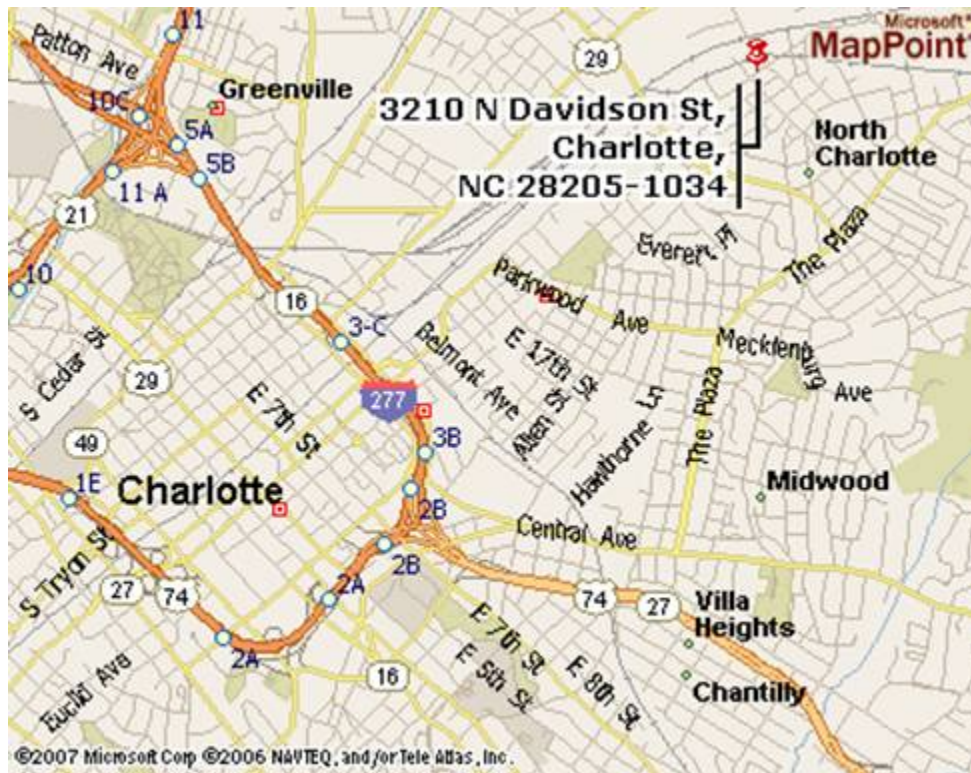 11
Microsoft®
MapPoint®
Patton Ave
29
Greenville
10C
3210 N Davidson St,
Charlotte,
NC 28205-1034
North
Charlotte
5A
5B
11 A
21
Everett Pl
The Plaza
10
Parkwood Ave
16
3-C
Mecklenburg Ave
Belmont Ave
E 17th St
S Cedar St
29
E 7th St
277
Allen St
Hawthorne Ln
The Plaza
49
3B
1E
Charlotte
Midwood
2B
Central Ave
2B
S Tryon St
27
74
2A
74
27
Villa
Heights
2A
E 7th St
E 5th St
E 8th St
16
Chantilly
Euclid Ave
©2007 Microsoft Corp ©2006 NAVTEQ, and/or Tele Atlas, Inc.